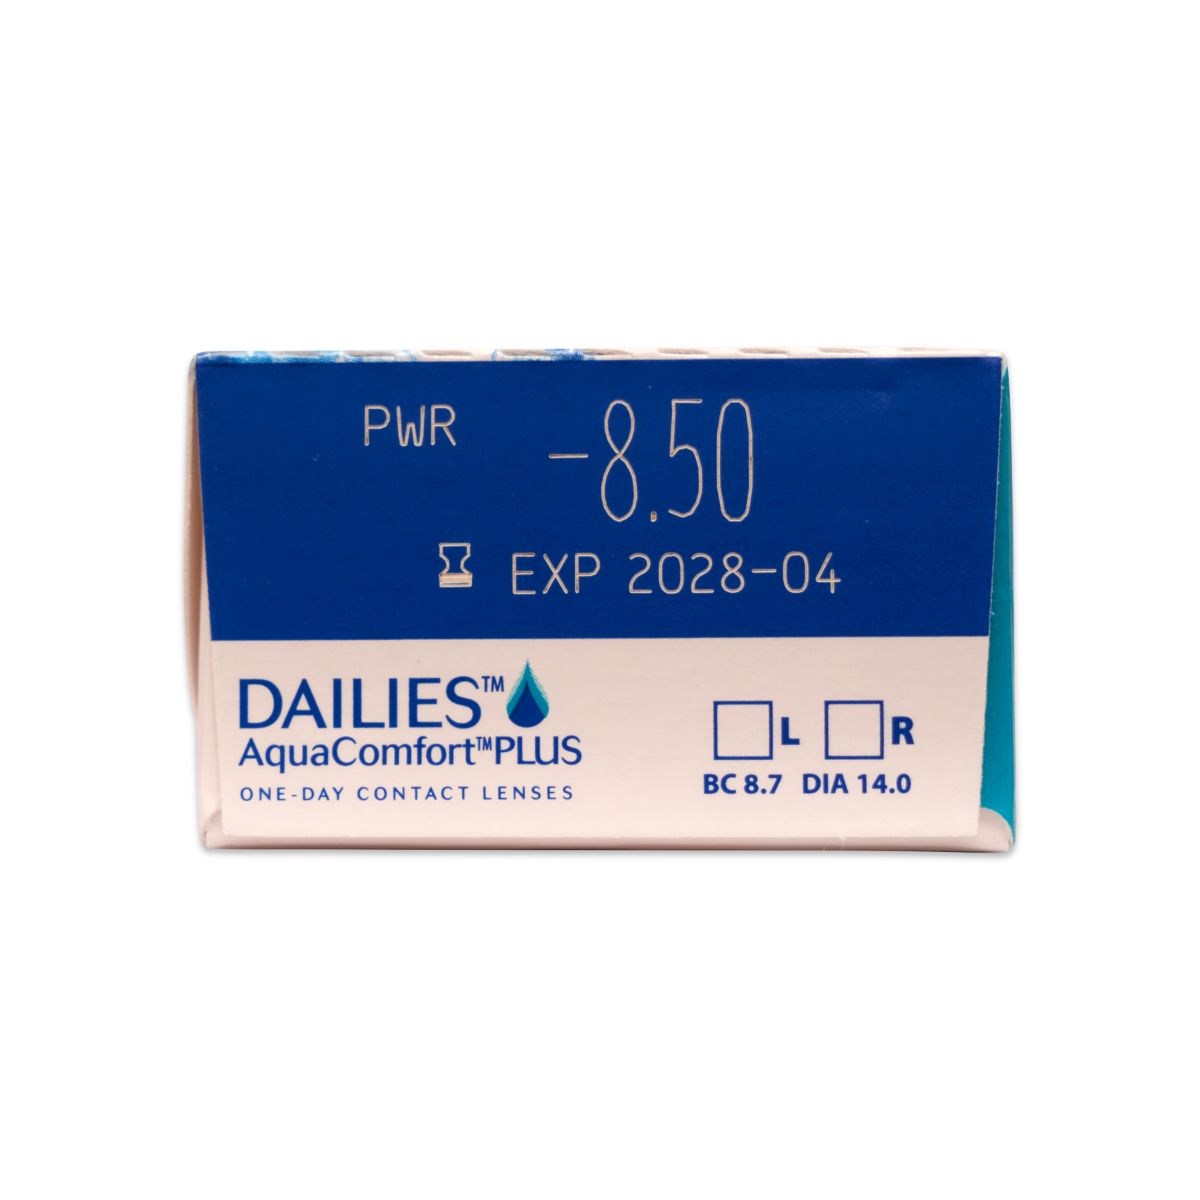 PWR -8.50
EXP 2028-04
DAILIES™
AquaComfort™PLUS
ONE-DAY CONTACT LENSES
L R
BC 8.7 DIA 14.0